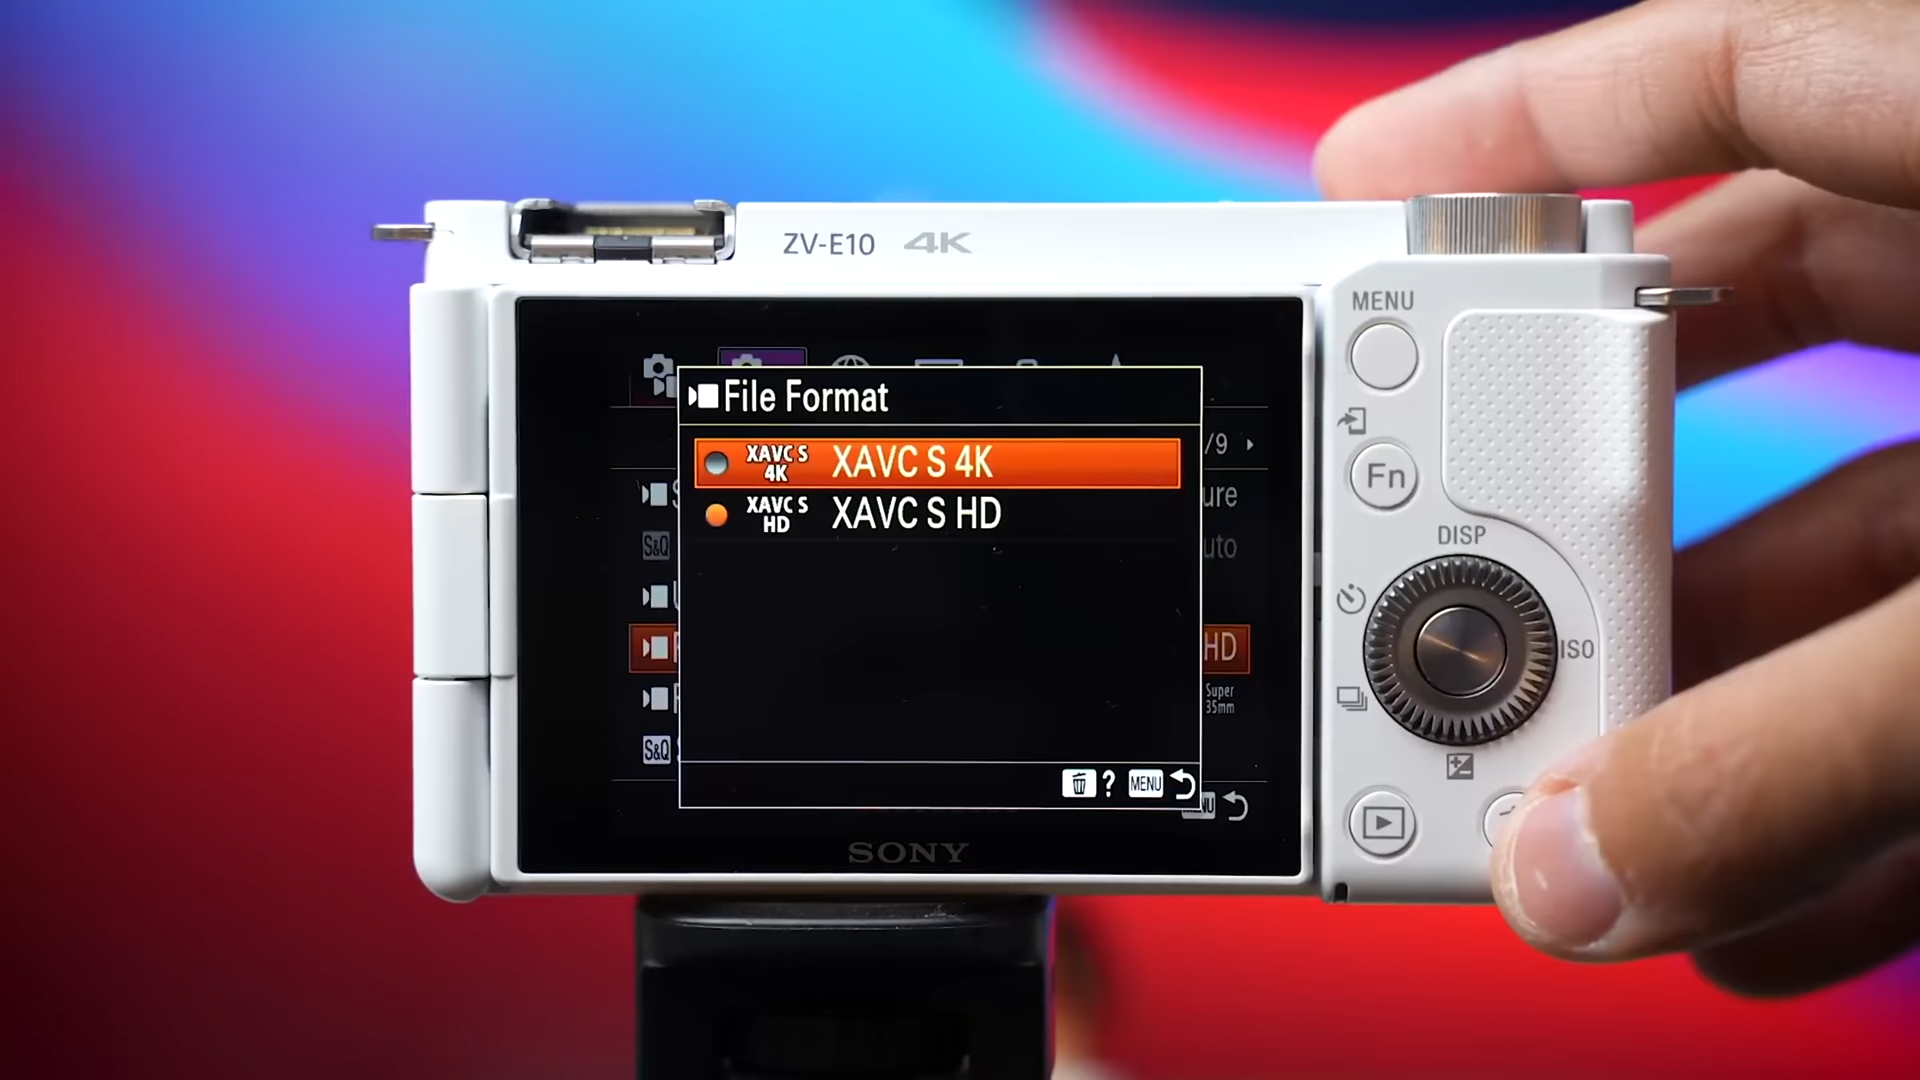 ZV-E10 4K
MENU
File Format
/9
XAVC S 4K XAVC S 4K
Fn
ure
XAVC S HD XAVC S HD
DISP
S&Q
uto
HD
ISO
Super
35mm
S&Q
? MENU
SONY